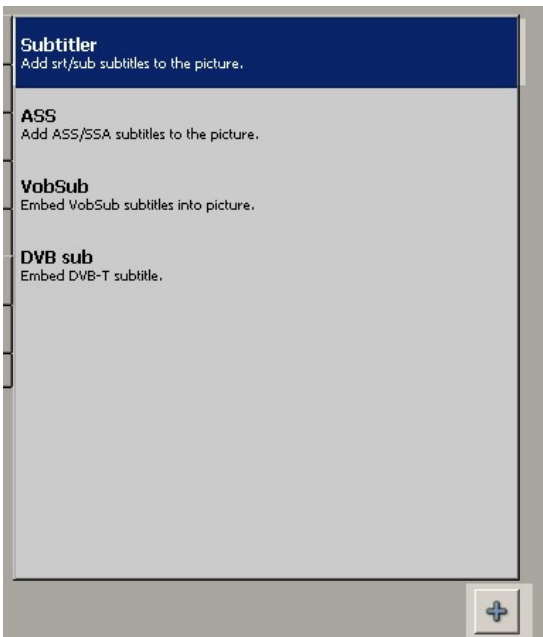 Subtitler
Add srt/sub subtitles to the picture.
ASS
Add ASS/SSA subtitles to the picture.
VobSub
Embed VobSub subtitles into picture.
DVB sub
Embed DVB-T subtitle.